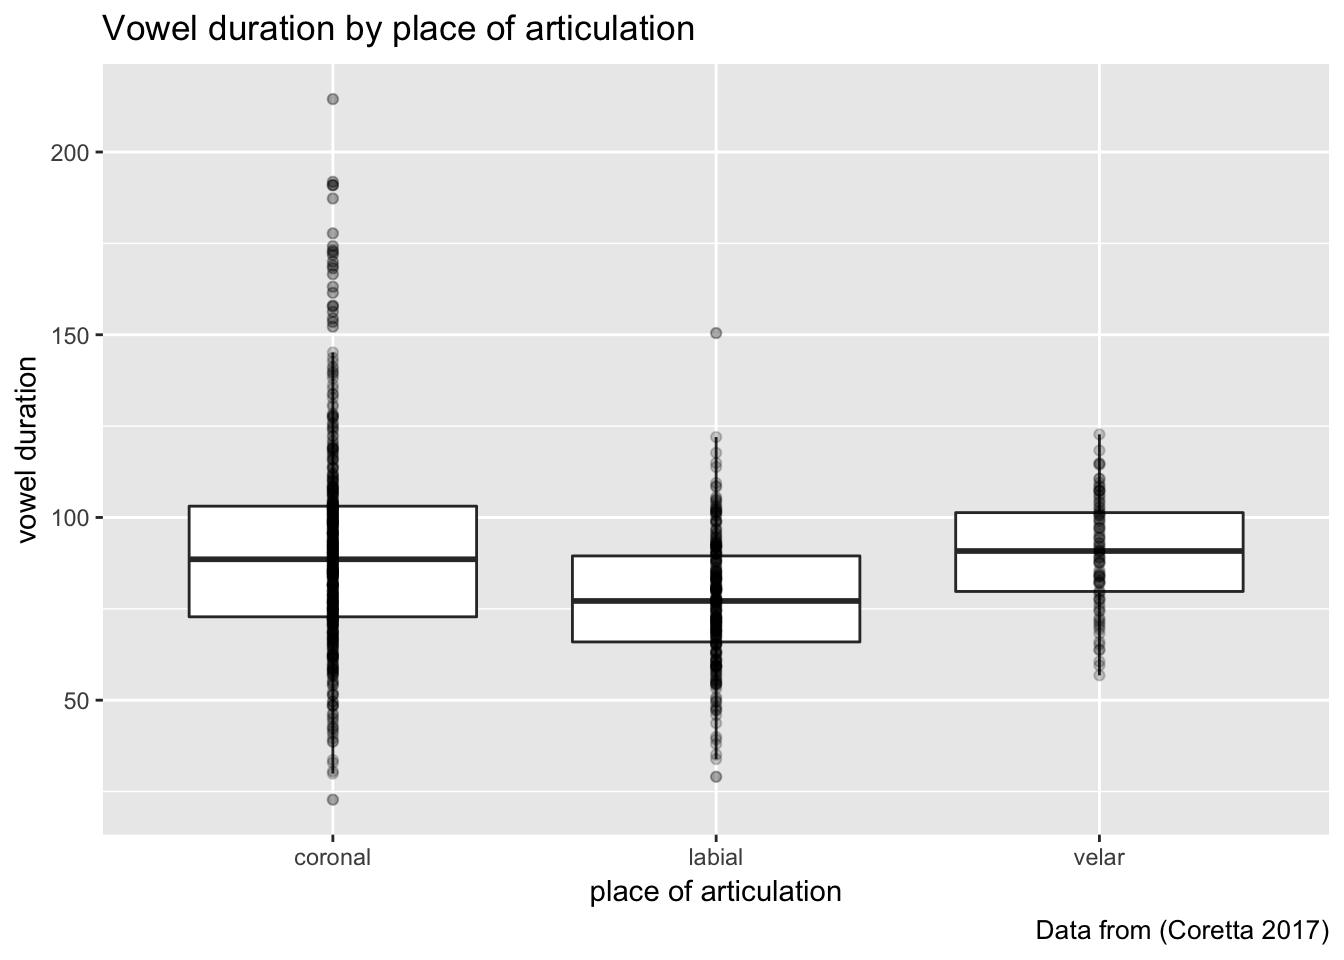 Vowel duration by place of articulation
200
150
100
50
vowel duration
coronal labial velar
place of articulation
Data from (Coretta 2017)